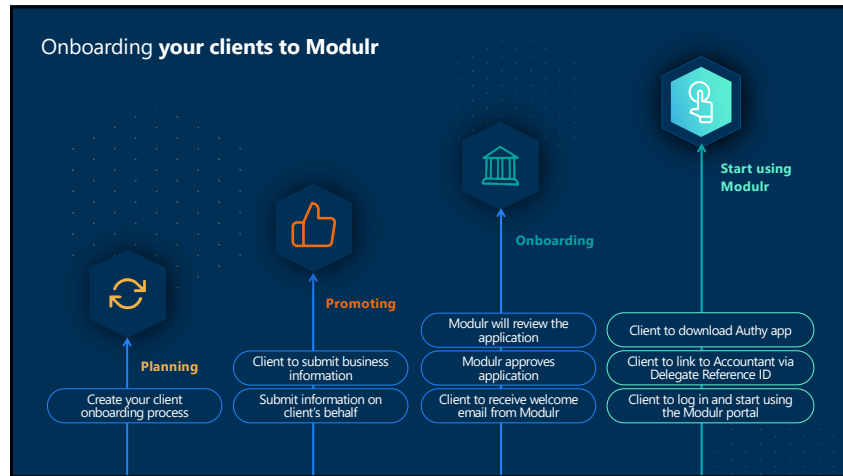 Onboarding your clients to Modulr
Planning
Create your client
onboarding process
Promoting
Client to submit business
information
Submit information on
client's behalf
Onboarding
Modulr will review the
application
Modulr approves
application
Client to receive welcome
email from Modulr
Start using
Modulr
Client to download Authy app
Client to link to Accountant via
Delegate Reference ID
Client to log in and start using
the Modulr portal